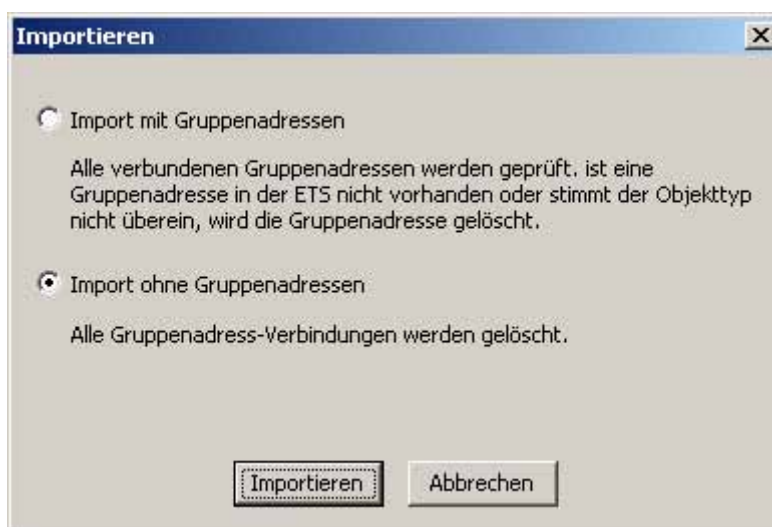 Importieren
Import mit Gruppenadressen
Alle verbundenen Gruppenadressen werden geprüft. ist eine
Gruppenadresse in der ETS nicht vorhanden oder stimmt der Objekttyp
nicht überein, wird die Gruppenadresse gelöscht.
Import ohne Gruppenadressen
Alle Gruppenadress-Verbindungen werden gelöscht.
Importieren Abbrechen